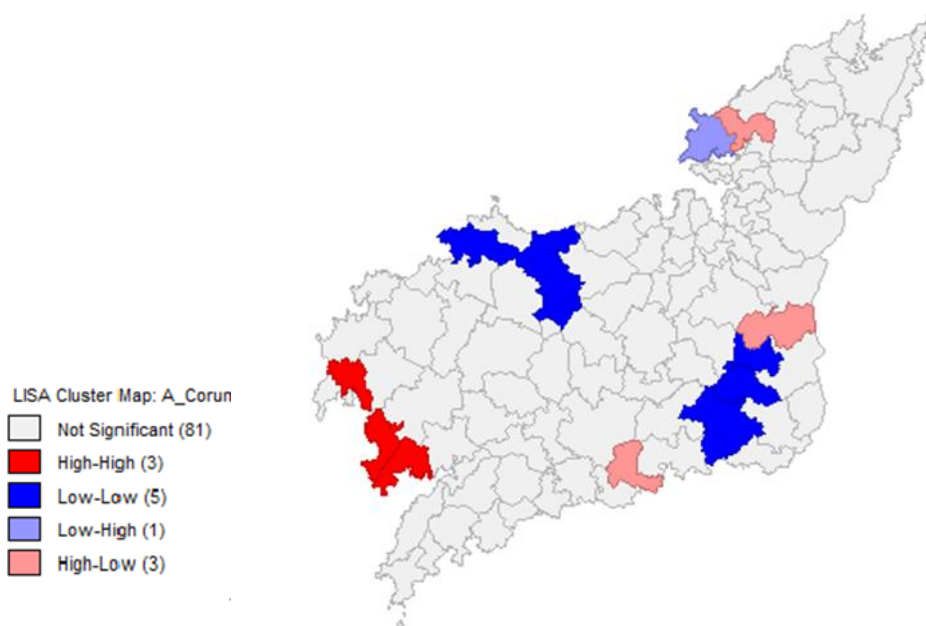 LISA Cluster Map: A_Corun
Not Significant (81)
High-High (3)
Low-Low (5)
Low-High (1)
High-Low (3)